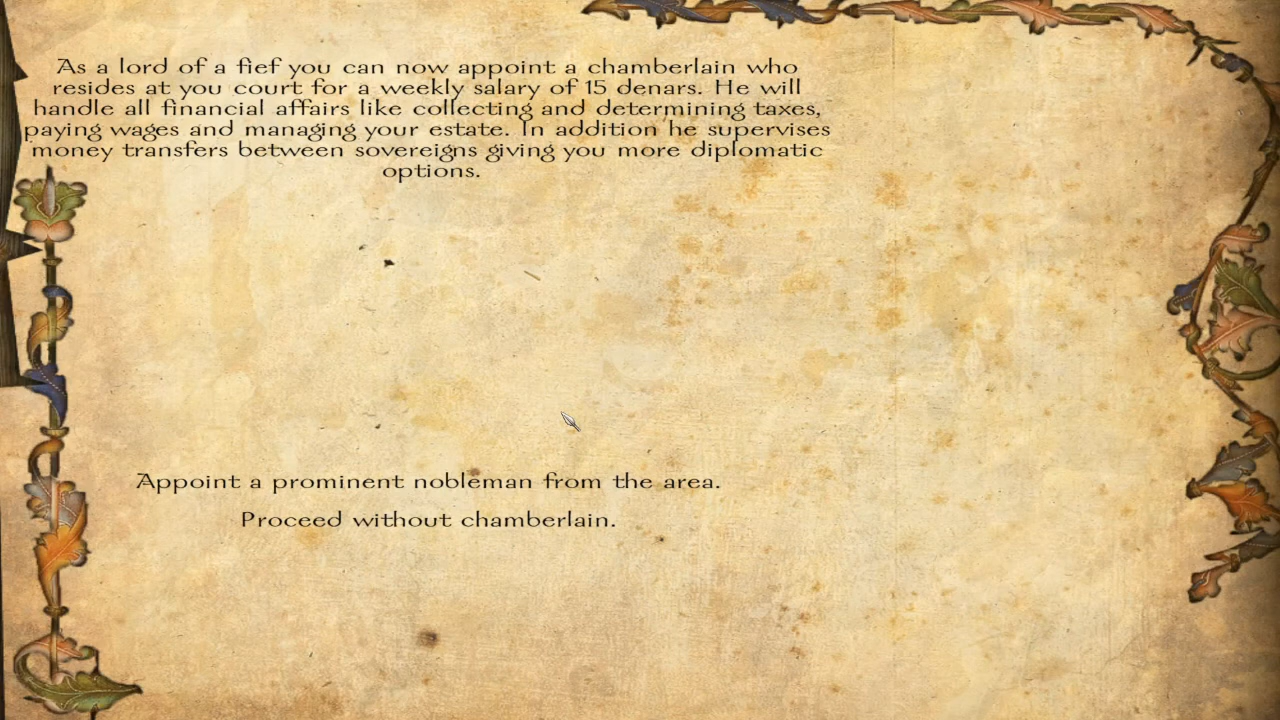 As a lord of a fief you can now appoint a chamberlain who
resides at you court for a weekly salary of 15 denars. He will
handle all financial affairs like collecting and determining taxes,
paying wages and managing your estate. In addition he supervises
money transfers between sovereigns giving you more diplomatic
options.
Appoint a prominent nobleman from the area.
Proceed without chamberlain.